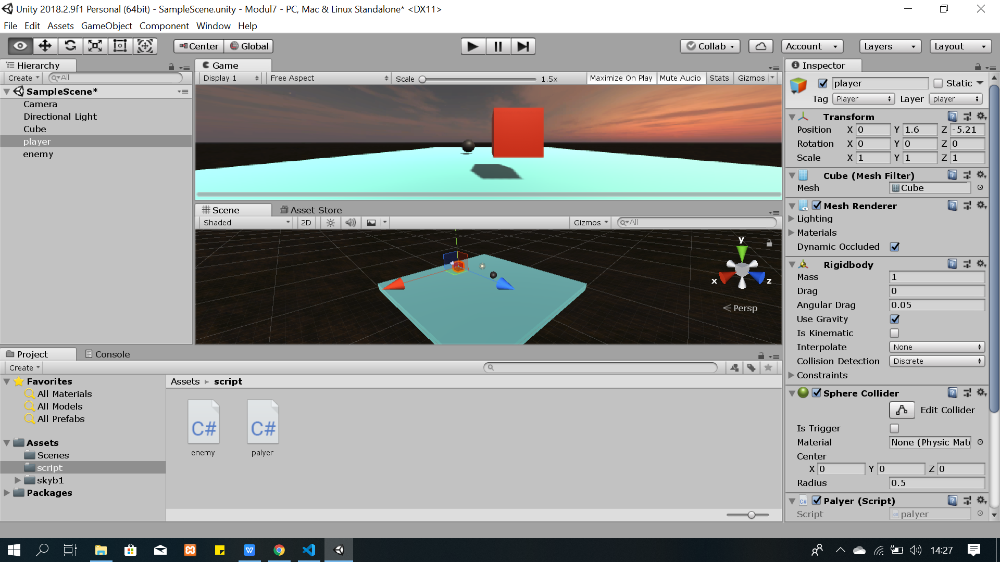 Unity 2018.2.9f1 Personal (64bit) - SampleScene.unity - Modul7 - PC, Mac & Linux Standalone* <DX11>
File Edit Assets GameObject Component Window Help
Center Global Collab Account Layers Layout
Hierarchy
Create All
SampleScene*
Camera
Directional Light
Cube
player
enemy
Game
Display 1 Free Aspect Scale 1.5x Maximize On Play Mute Audio Stats Gizmos
Scene Asset Store
Shaded 2D Gizmos All
y
x z
Persp
Project Console
Create
Favorites
All Materials
All Models
All Prefabs
Assets
Scenes
script
skyb1
Packages
Assets script
C# C#
enemy palyer
Inspector
player Static
Tag Player Layer player
Transform
Position X 0 Y 1.6 Z -5.21
Rotation X 0 Y 0 Z 0
Scale X 1 Y 1 Z 1
Cube (Mesh Filter)
Mesh Cube
Mesh Renderer
Lighting
Materials
Dynamic Occluded
Rigidbody
Mass 1
Drag 0
Angular Drag 0.05
Use Gravity
Is Kinematic
Interpolate None
Collision Detection Discrete
Constraints
Sphere Collider
Edit Collider
Is Trigger
Material None (Physic Mat
Center
X 0 Y 0 Z 0
Radius 0.5
C# Palyer (Script)
Script palyer
14:27